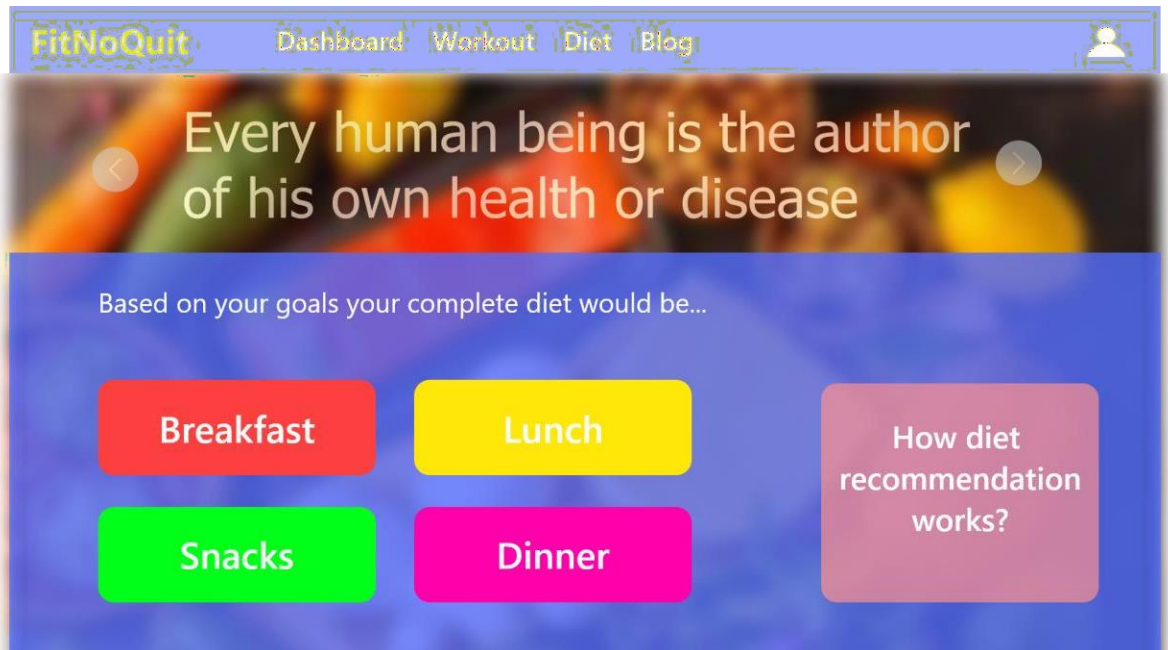 FitNoQuit Dashboard Workout Diet Blog
Every human being is the author
of his own health or disease
Based on your goals your complete diet would be...
Breakfast
Lunch
How diet
recommendation
works?
Snacks
Dinner